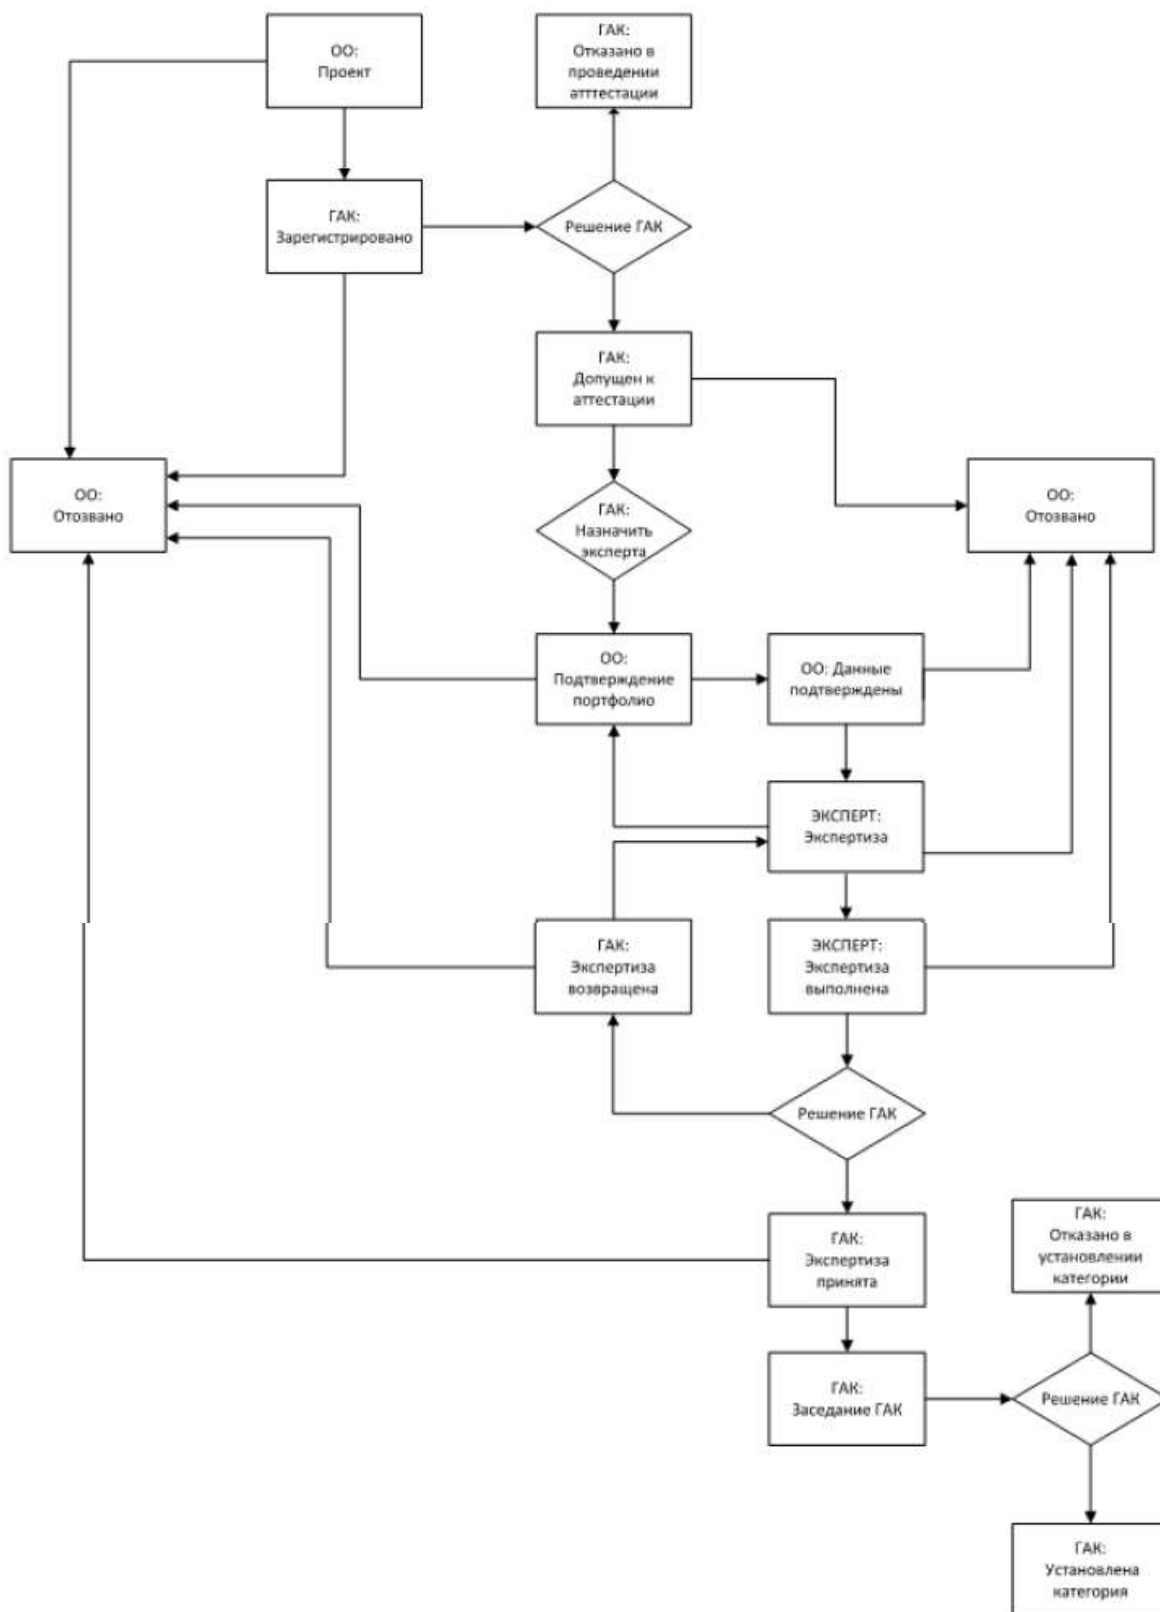 ОО:
Проект
ГАК:
Отказано в
проведении
атттестации
ГАК:
Зарегистрировано
Решение ГАК
ГАК:
Допущен к
аттестации
ОО:
Отозвано
ГАК:
Назначить
эксперта
ОО:
Отозвано
ОО:
Подтверждение
портфолио
ОО: Данные
подтверждены
ЭКСПЕРТ:
Экспертиза
ГАК:
Экспертиза
возвращена
ЭКСПЕРТ:
Экспертиза
выполнена
Решение ГАК
ГАК:
Экспертиза
принята
ГАК:
Отказано в
установлении
категории
ГАК:
Заседание ГАК
Решение ГАК
ГАК:
Установлена
категория